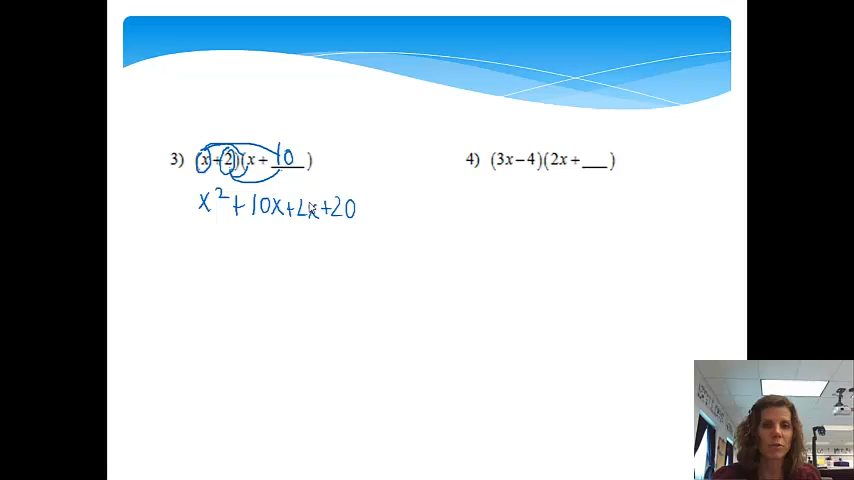 3) (x+2)(x+ 10 )
x² + 10x+2x+20
4) (3x−4)(2x+ ___ )